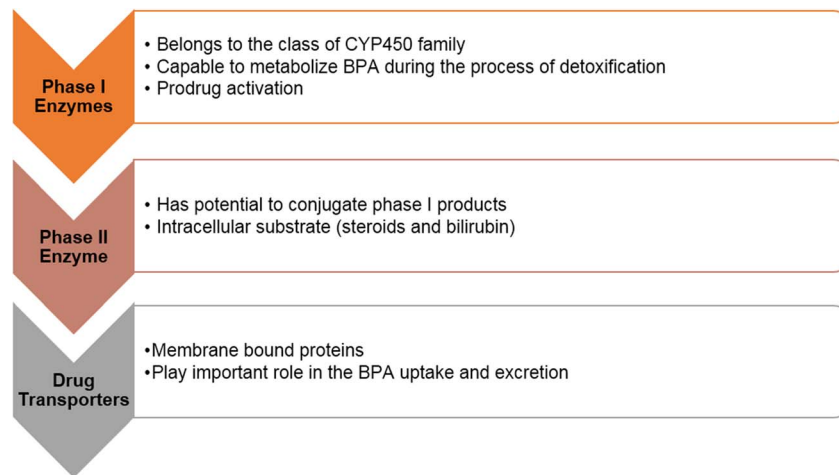 Phase I
Enzymes
• Belongs to the class of CYP450 family
• Capable to metabolize BPA during the process of detoxification
• Prodrug activation
Phase II
Enzyme
• Has potential to conjugate phase I products
• Intracellular substrate (steroids and bilirubin)
Drug
Transporters
•Membrane bound proteins
•Play important role in the BPA uptake and excretion